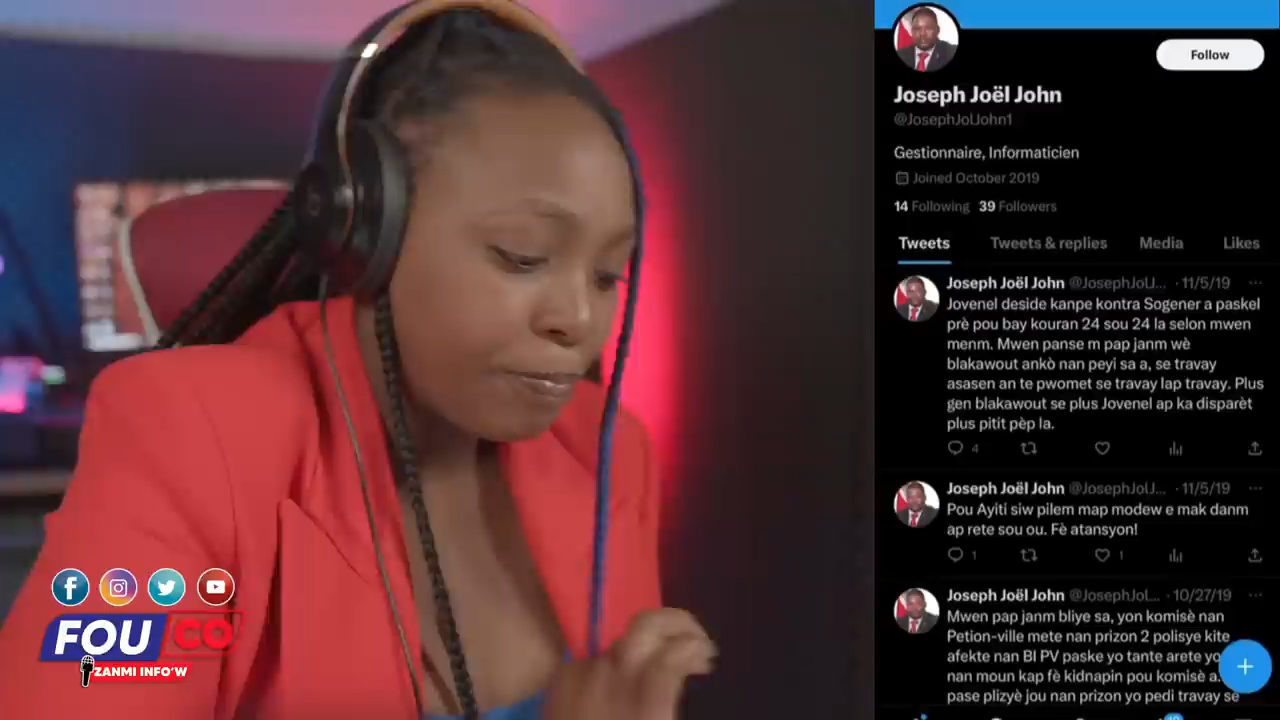 Follow
Joseph Joël John
@JosephJolJohn1
Gestionnaire, Informaticien
Joined October 2019
14 Following 39 Followers
Tweets Tweets & replies Media Likes
Joseph Joël John @JosephJolJ... · 11/5/19
Jovenel deside kanpe kontra Sogener a paskel
prè pou bay kouran 24 sou 24 la selon mwen
menm. Mwen panse m pap janm wè
blakawout ankò nan peyi sa a, se travay
asasen an te pwomet se travay lap travay. Plus
gen blakawout se plus Jovenel ap ka disparèt
plus pitit pèp la.
4
Joseph Joël John @JosephJolJ... · 11/5/19
Pou Ayiti siw pilem map modew e mak danm
ap rete sou ou. Fè atansyon!
1 1
Joseph Joël John @JosephJoL... · 10/27/19
Mwen pap janm bliye sa, yon komisè nan
Petion-ville mete nan prizon 2 polisye kite
afekte nan BI PV paske yo tante arete yo
nan moun kap fè kidnapin pou komisè a.
pase plizyè jou nan prizon yo pedi travay se
FOU CO
ZANMI INFO'W